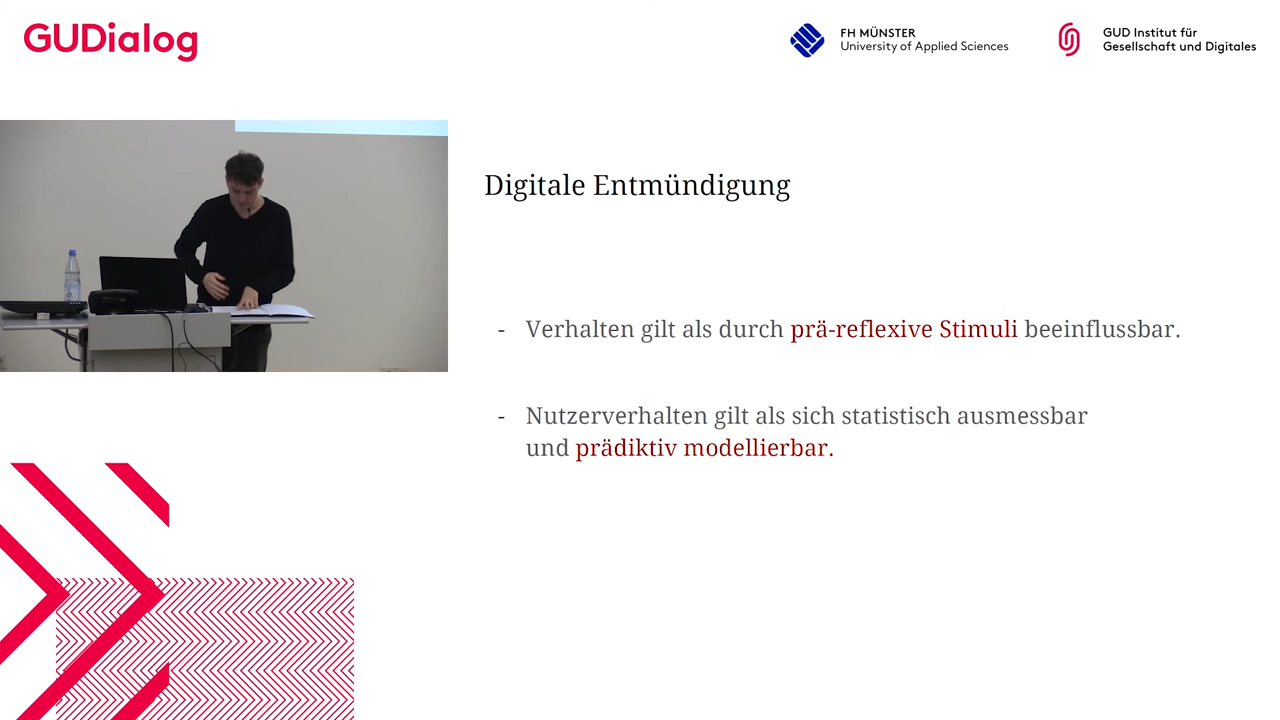 GUDialog
FH MÜNSTER
University of Applied Sciences
GUD Institut für
Gesellschaft und Digitales
Digitale Entmündigung
- Verhalten gilt als durch prä-reflexive Stimuli beeinflussbar.
- Nutzerverhalten gilt als sich statistisch ausmessbar
und prädiktiv modellierbar.